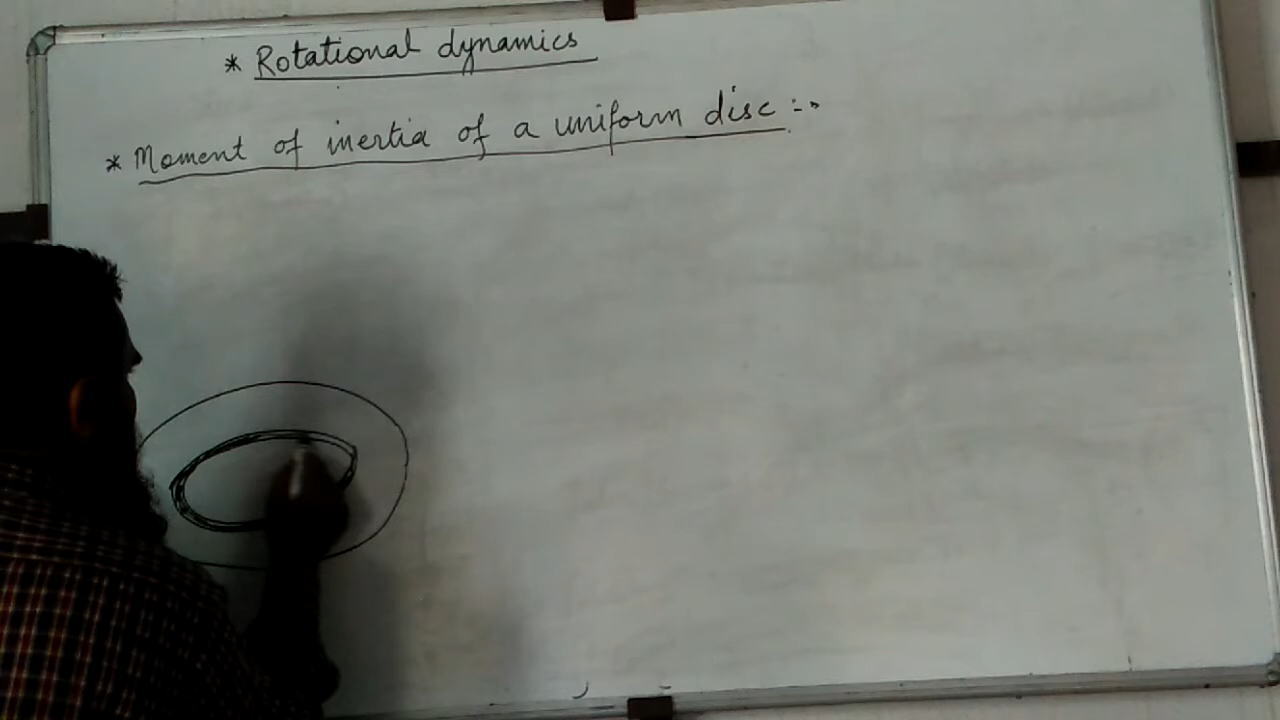 * Rotational dynamics
* Moment of inertia of a uniform disc :-